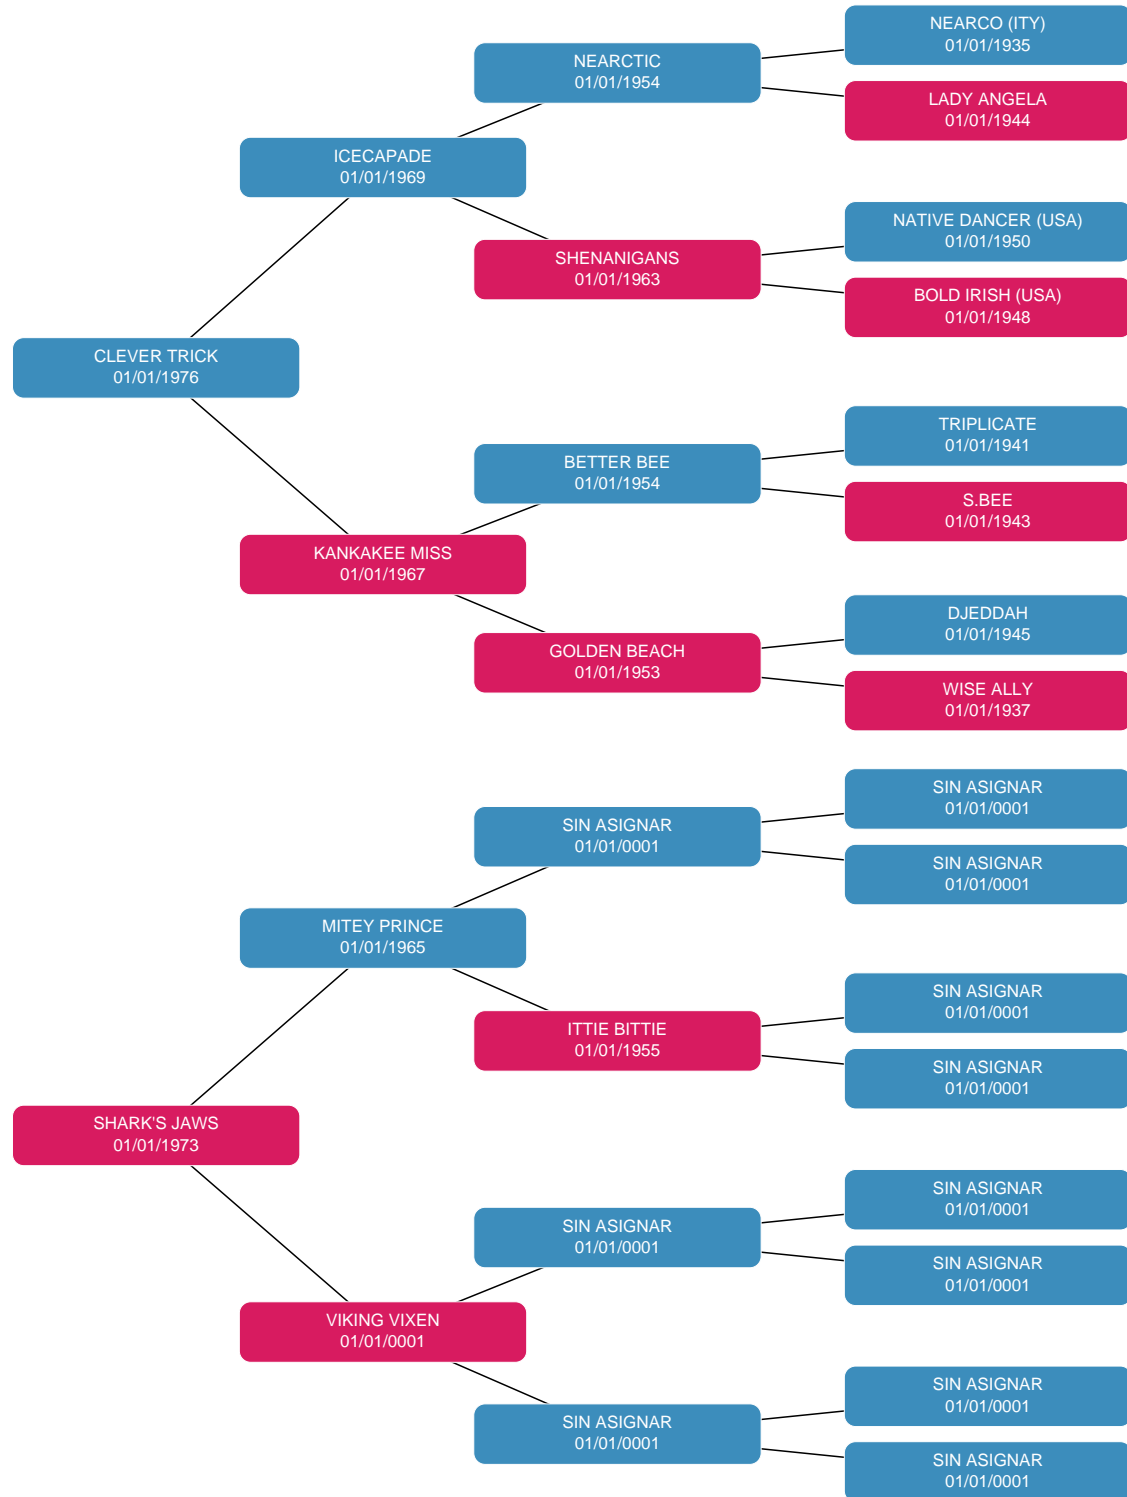 NEARCO (ITY)
01/01/1935
NEARCTIC
01/01/1954
LADY ANGELA
01/01/1944
ICECAPADE
01/01/1969
NATIVE DANCER (USA)
01/01/1950
SHENANIGANS
01/01/1963
BOLD IRISH (USA)
01/01/1948
CLEVER TRICK
01/01/1976
TRIPLICATE
01/01/1941
BETTER BEE
01/01/1954
S.BEE
01/01/1943
KANKAKEE MISS
01/01/1967
DJEDDAH
01/01/1945
GOLDEN BEACH
01/01/1953
WISE ALLY
01/01/1937
SIN ASIGNAR
01/01/0001
SIN ASIGNAR
01/01/0001
SIN ASIGNAR
01/01/0001
MITEY PRINCE
01/01/1965
SIN ASIGNAR
01/01/0001
ITTIE BITTIE
01/01/1955
SIN ASIGNAR
01/01/0001
SHARK'S JAWS
01/01/1973
SIN ASIGNAR
01/01/0001
SIN ASIGNAR
01/01/0001
SIN ASIGNAR
01/01/0001
VIKING VIXEN
01/01/0001
SIN ASIGNAR
01/01/0001
SIN ASIGNAR
01/01/0001
SIN ASIGNAR
01/01/0001